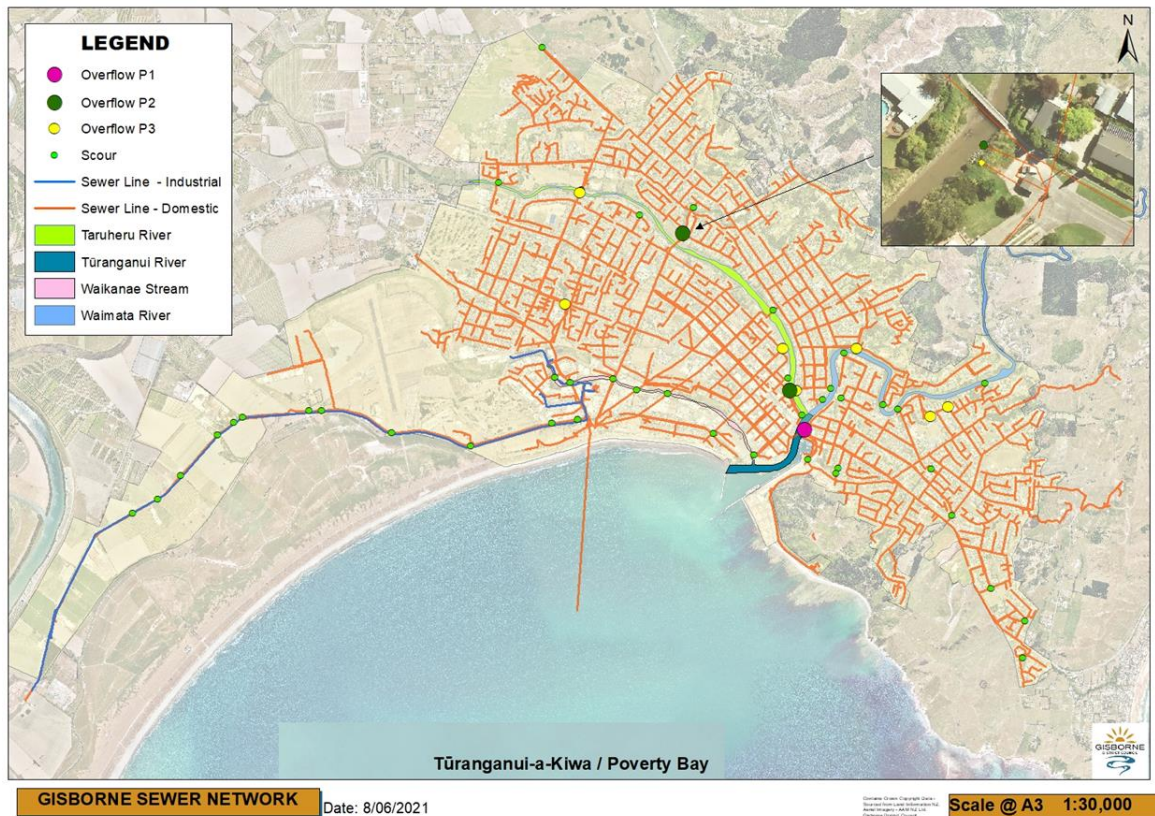 LEGEND
Overflow P1
Overflow P2
Overflow P3
Scour
Sewer Line - Industrial
Sewer Line - Domestic
Taruheru River
Tūranganui River
Waikanae Stream
Waimata River
N
Tūranganui-a-Kiwa / Poverty Bay
GISBORNE
DISTRICT COUNCIL
GISBORNE SEWER NETWORK
Date: 8/06/2021
Scale @ A3 1:30,000